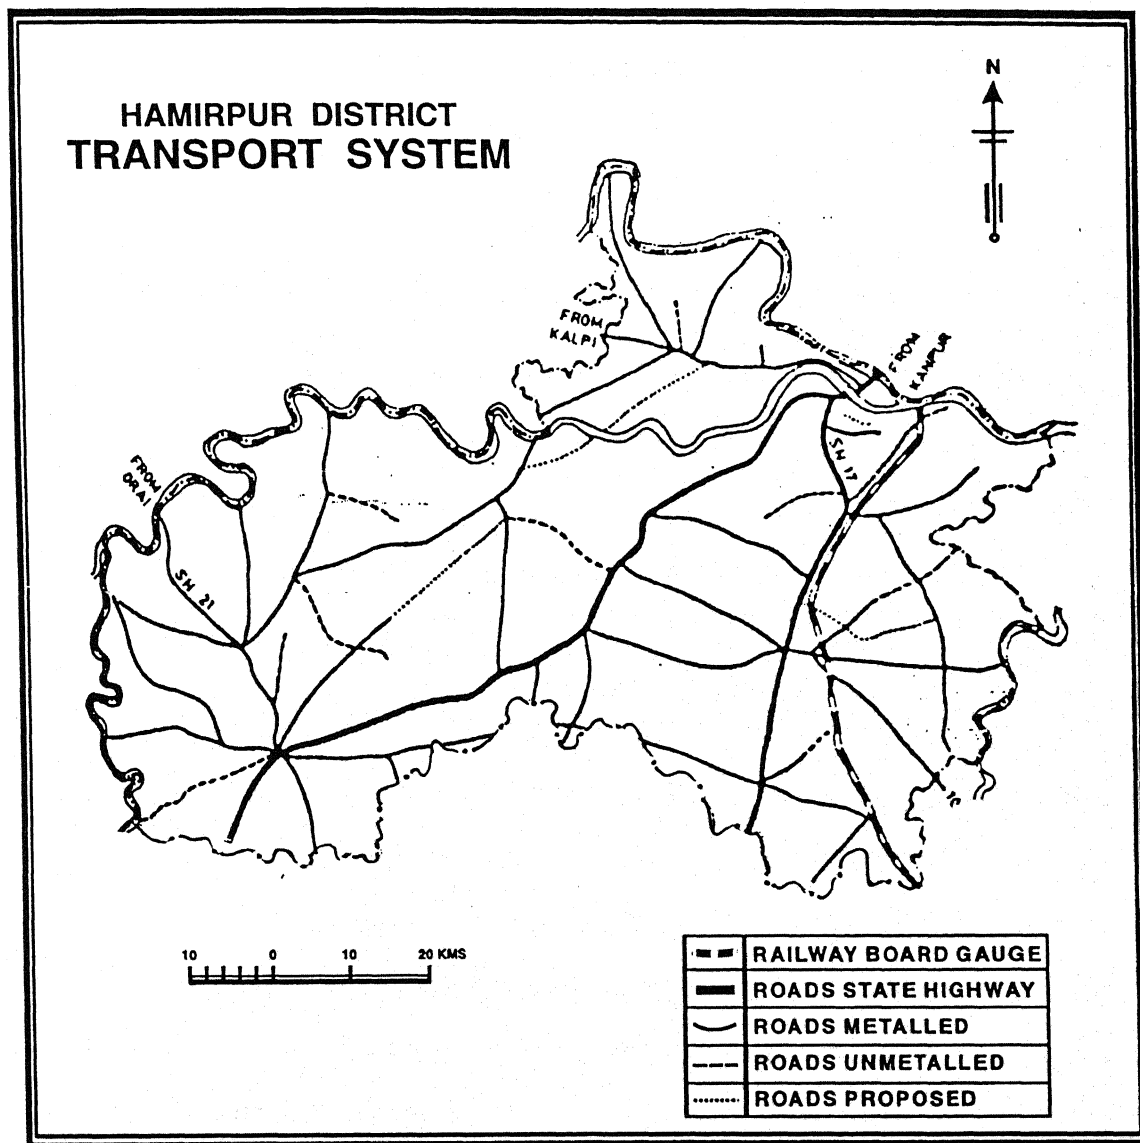 HAMIRPUR DISTRICT
TRANSPORT SYSTEM
N
FROM
KALPI
FROM
KANPUR
FROM
ORAI
SH 17
SH 21
10 0 10 20 KMS
RAILWAY BOARD GAUGE
ROADS STATE HIGHWAY
ROADS METALLED
ROADS UNMETALLED
ROADS PROPOSED